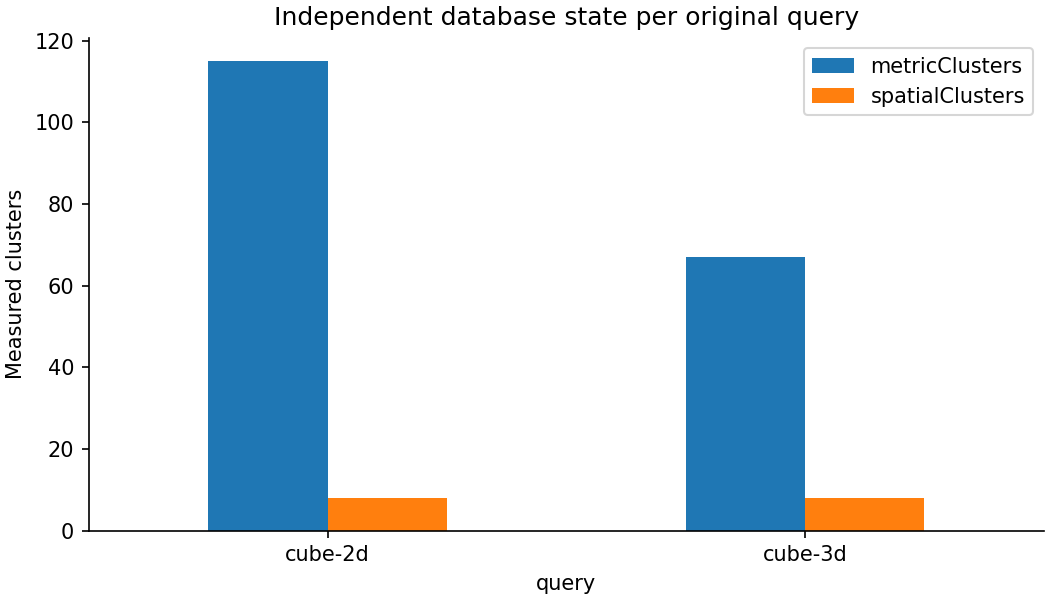 Independent database state per original query
metricClusters
spatialClusters
Measured clusters
120
100
80
60
40
20
0
cube-2d
cube-3d
query